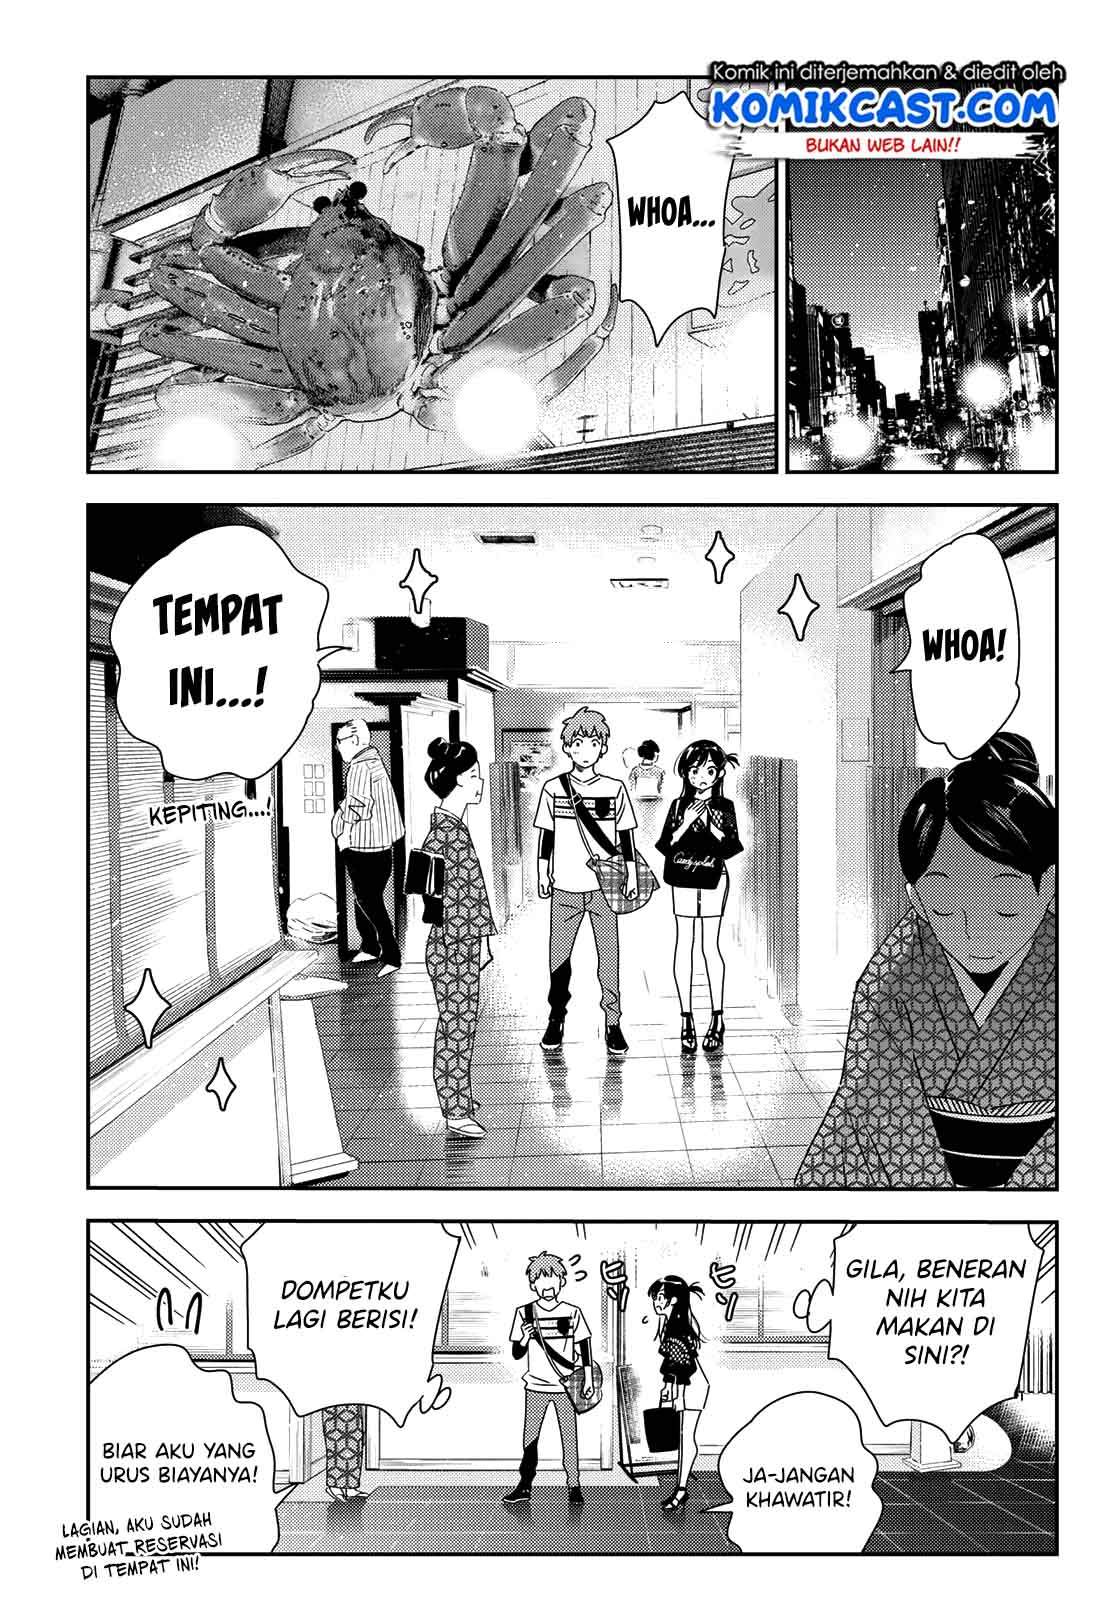 Komik ini diterjemahkan & diedit oleh
KOMIKCAST.COM
BUKAN WEB LAIN!!
WHOA...
WHOA!
TEMPAT
INI...!
KEPITING...!
Candy splash
GILA, BENERAN
NIH KITA
MAKAN DI
SINI?!
JA-JANGAN
KHAWATIR!
DOMPETKU
LAGI BERISI!
BIAR AKU YANG
URUS BIAYANYA!
LAGIAN, AKU SUDAH
MEMBUAT RESERVASI
DI TEMPAT INI!